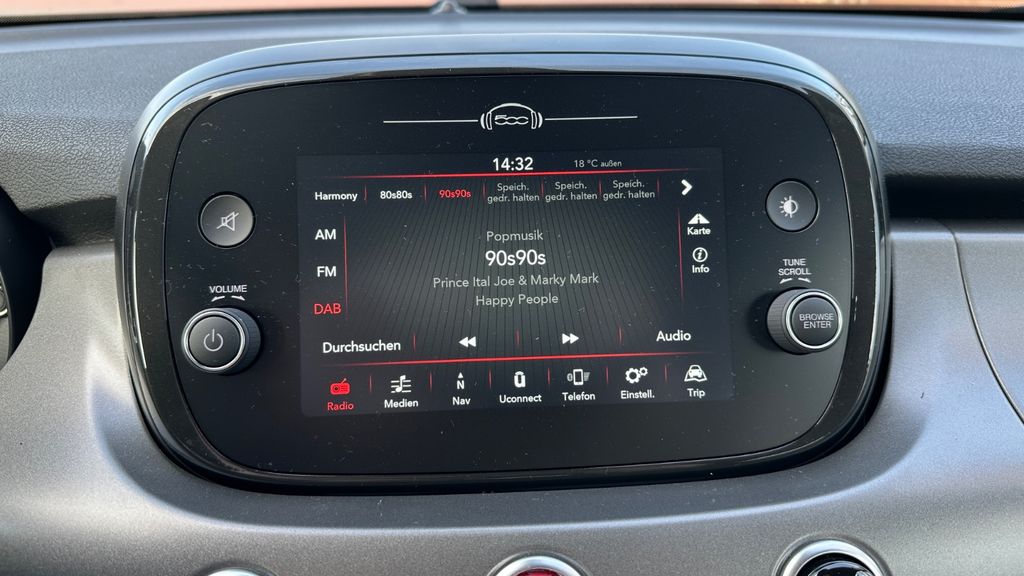 500
14:32 18 °C außen
Harmony 80s80s 90s90s Speich. gedr. halten Speich. gedr. halten Speich. gedr. halten
AM
FM
DAB
Popmusik
90s90s
Prince Ital Joe & Marky Mark
Happy People
Karte
Info
Durchsuchen Audio
Radio Medien N Nav Uconnect Telefon Einstell. Trip
VOLUME
TUNE
SCROLL
BROWSE
ENTER